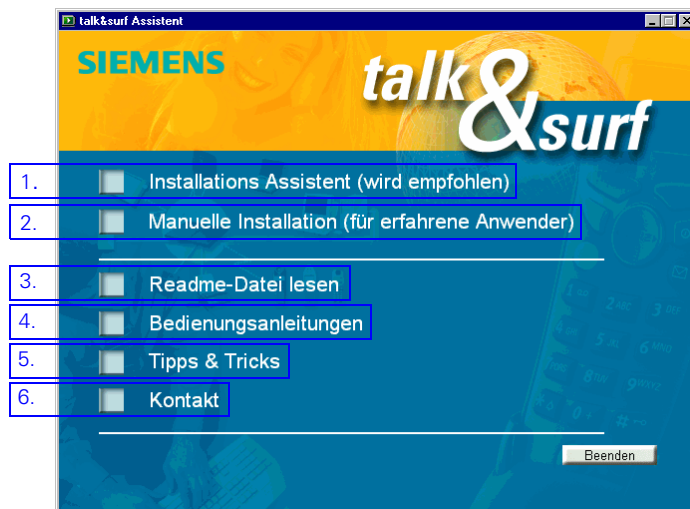 talk&surf Assistent
SIEMENS
talk&surf
1. Installations Assistent (wird empfohlen)
2. Manuelle Installation (für erfahrene Anwender)
3. Readme-Datei lesen
4. Bedienungsanleitungen
5. Tipps & Tricks
6. Kontakt
Beenden